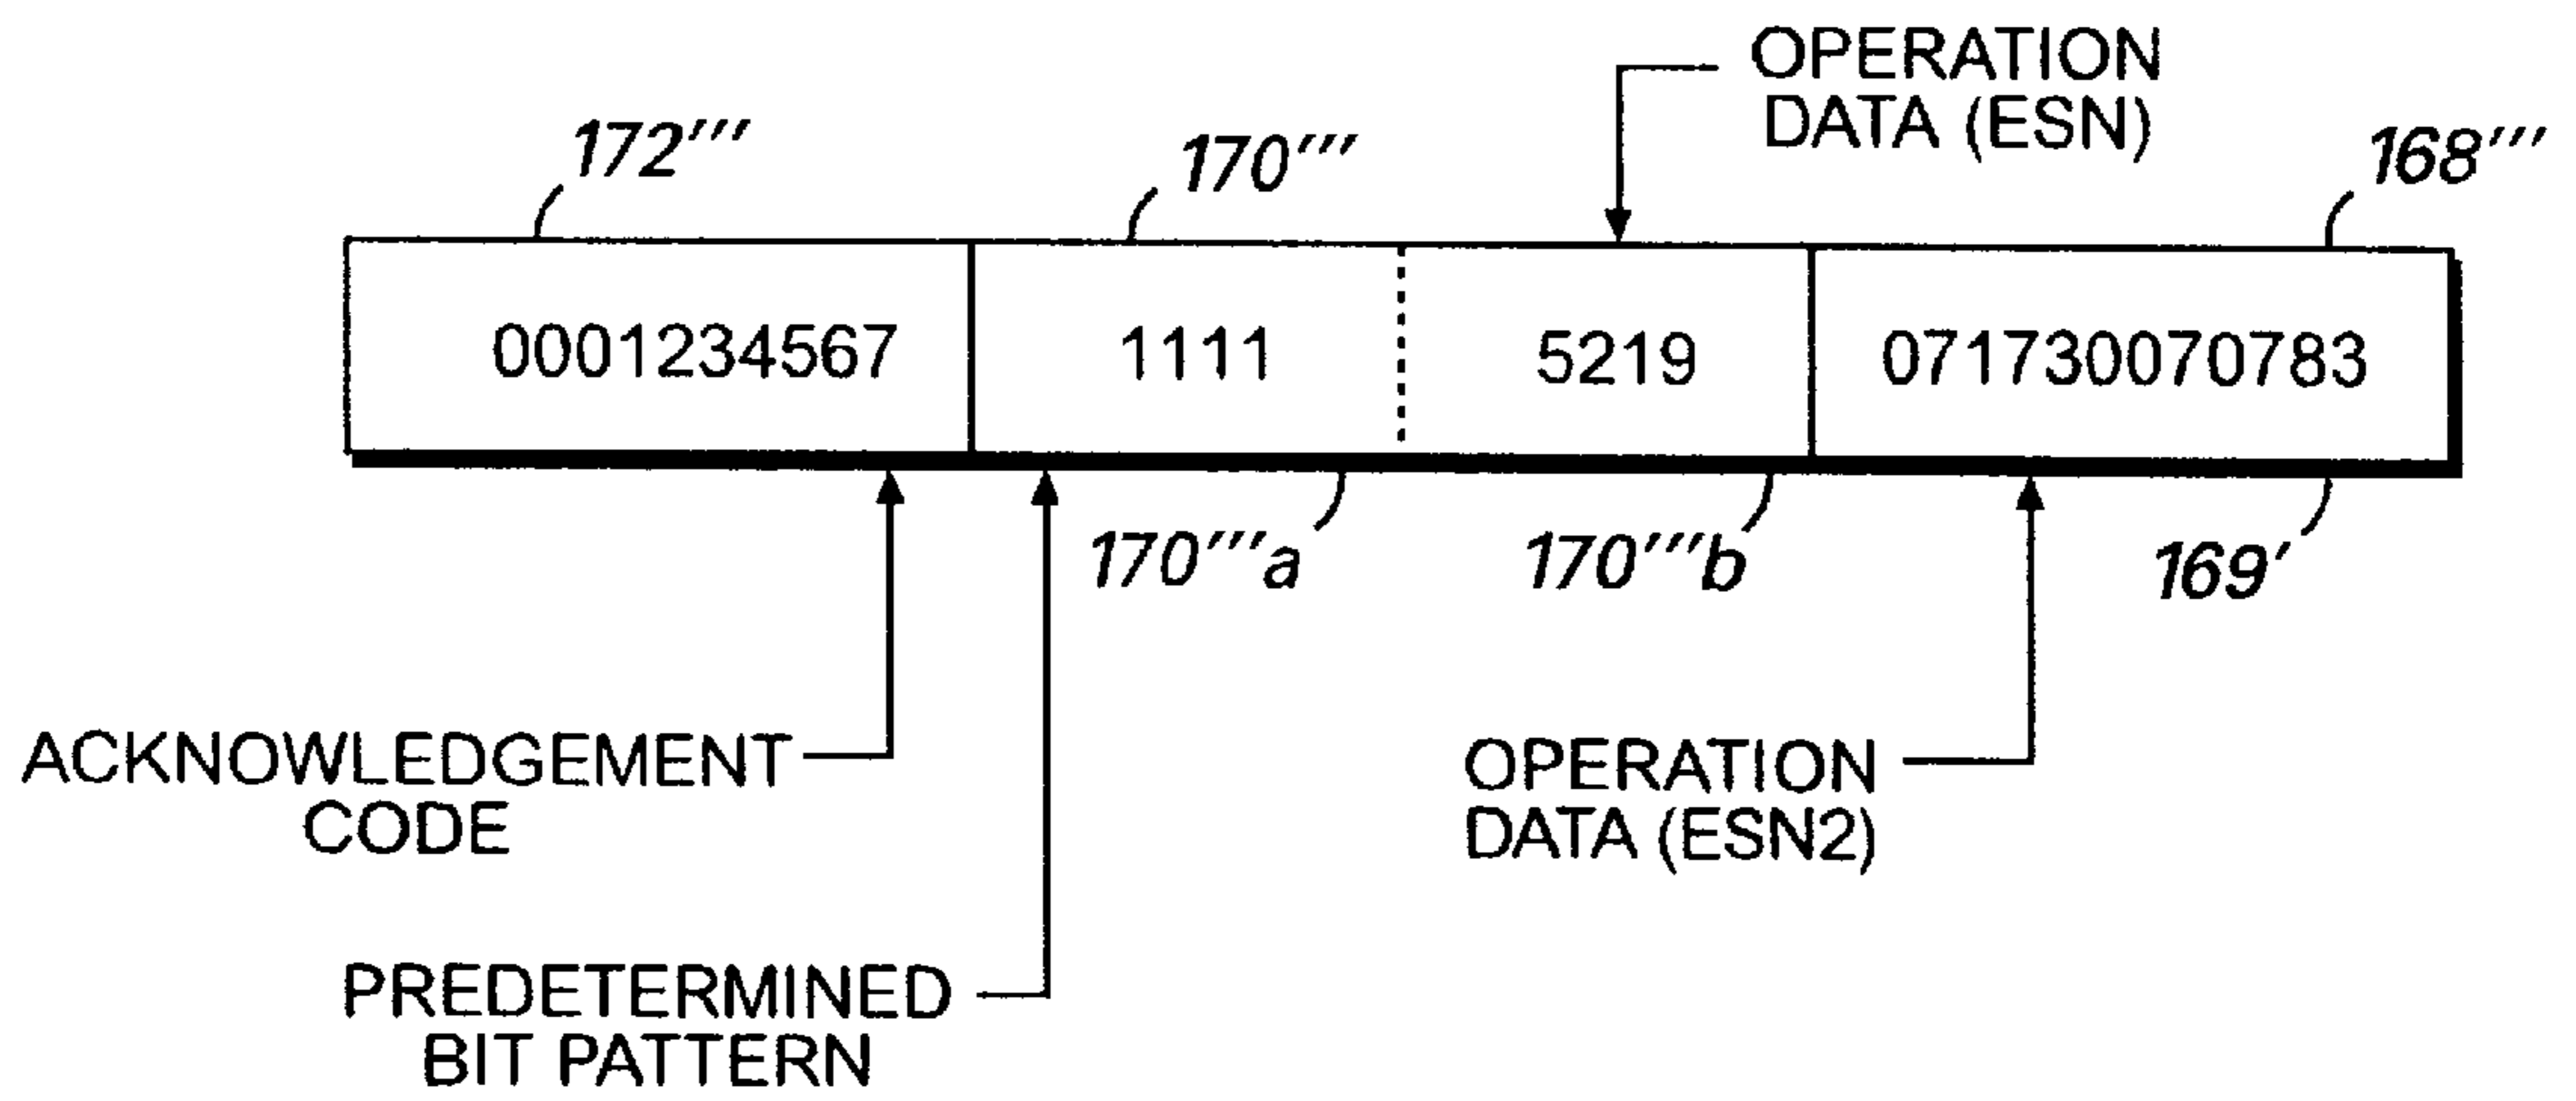 OPERATION
DATA (ESN)
172'''
170'''
168'''
0001234567
1111
5219
071730070783
170'''a
170'''b
169'
ACKNOWLEDGEMENT
CODE
OPERATION
DATA (ESN2)
PREDETERMINED
BIT PATTERN